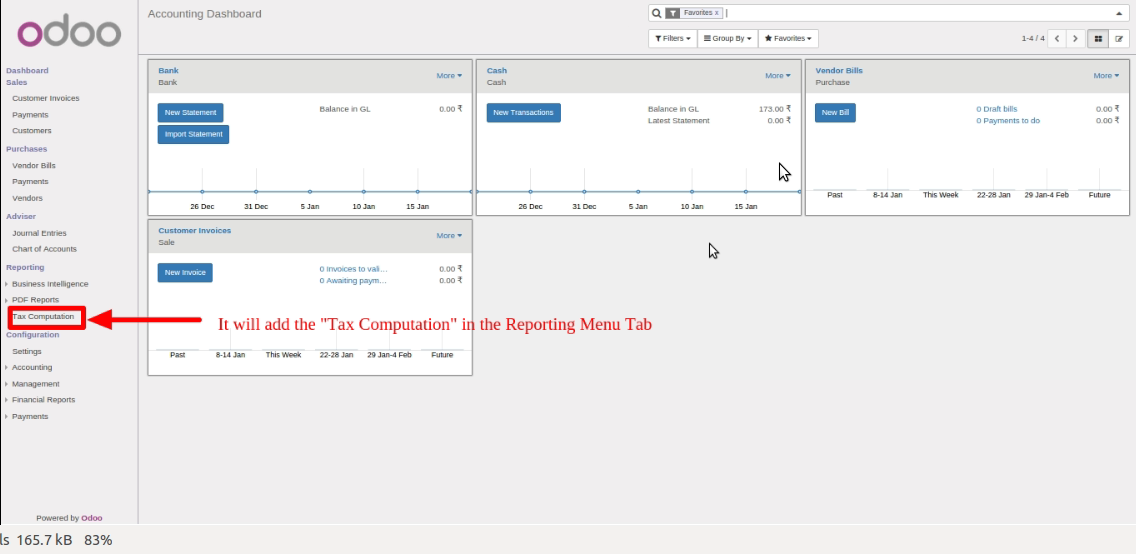 odoo
Dashboard
Sales
Customer Invoices
Payments
Customers
Purchases
Vendor Bills
Payments
Vendors
Adviser
Journal Entries
Chart of Accounts
Reporting
Business Intelligence
PDF Reports
Tax Computation
Configuration
Settings
Accounting
Management
Financial Reports
Payments
Powered by Odoo
Accounting Dashboard
Favorites x
Filters Group By Favorites
1-4 / 4
Bank More
Bank
New Statement Balance in GL 0.00 ₹
Import Statement
26 Dec 31 Dec 5 Jan 10 Jan 15 Jan
Cash More
Cash
New Transactions Balance in GL 173.00 ₹
Latest Statement 0.00 ₹
26 Dec 31 Dec 5 Jan 10 Jan 15 Jan
Vendor Bills More
Purchase
New Bill 0 Draft bills 0.00 ₹
0 Payments to do 0.00 ₹
Past 8-14 Jan This Week 22-28 Jan 29 Jan-4 Feb Future
Customer Invoices More
Sale
New Invoice 0 Invoices to vali... 0.00 ₹
0 Awaiting paym... 0.00 ₹
It will add the "Tax Computation" in the Reporting Menu Tab
Past 8-14 Jan This Week 22-28 Jan 29 Jan-4 Feb Future
ls 165.7 kB 83%